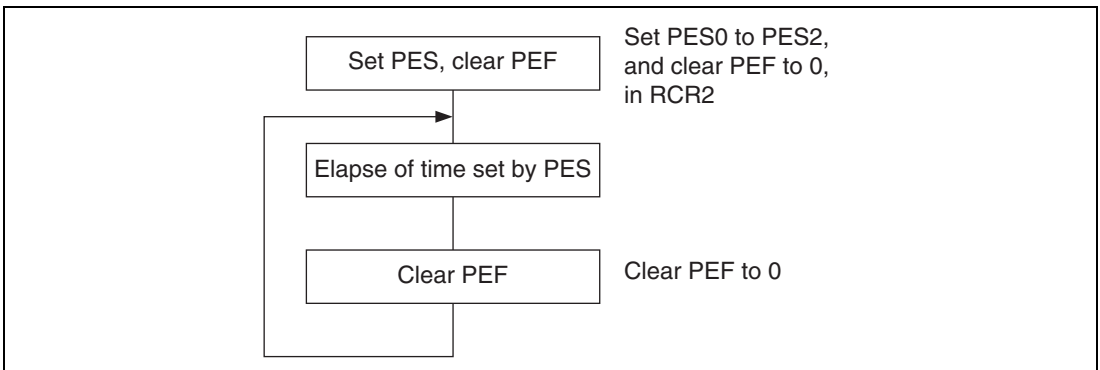 Set PES, clear PEF
Set PES0 to PES2,
and clear PEF to 0,
in RCR2
Elapse of time set by PES
Clear PEF
Clear PEF to 0